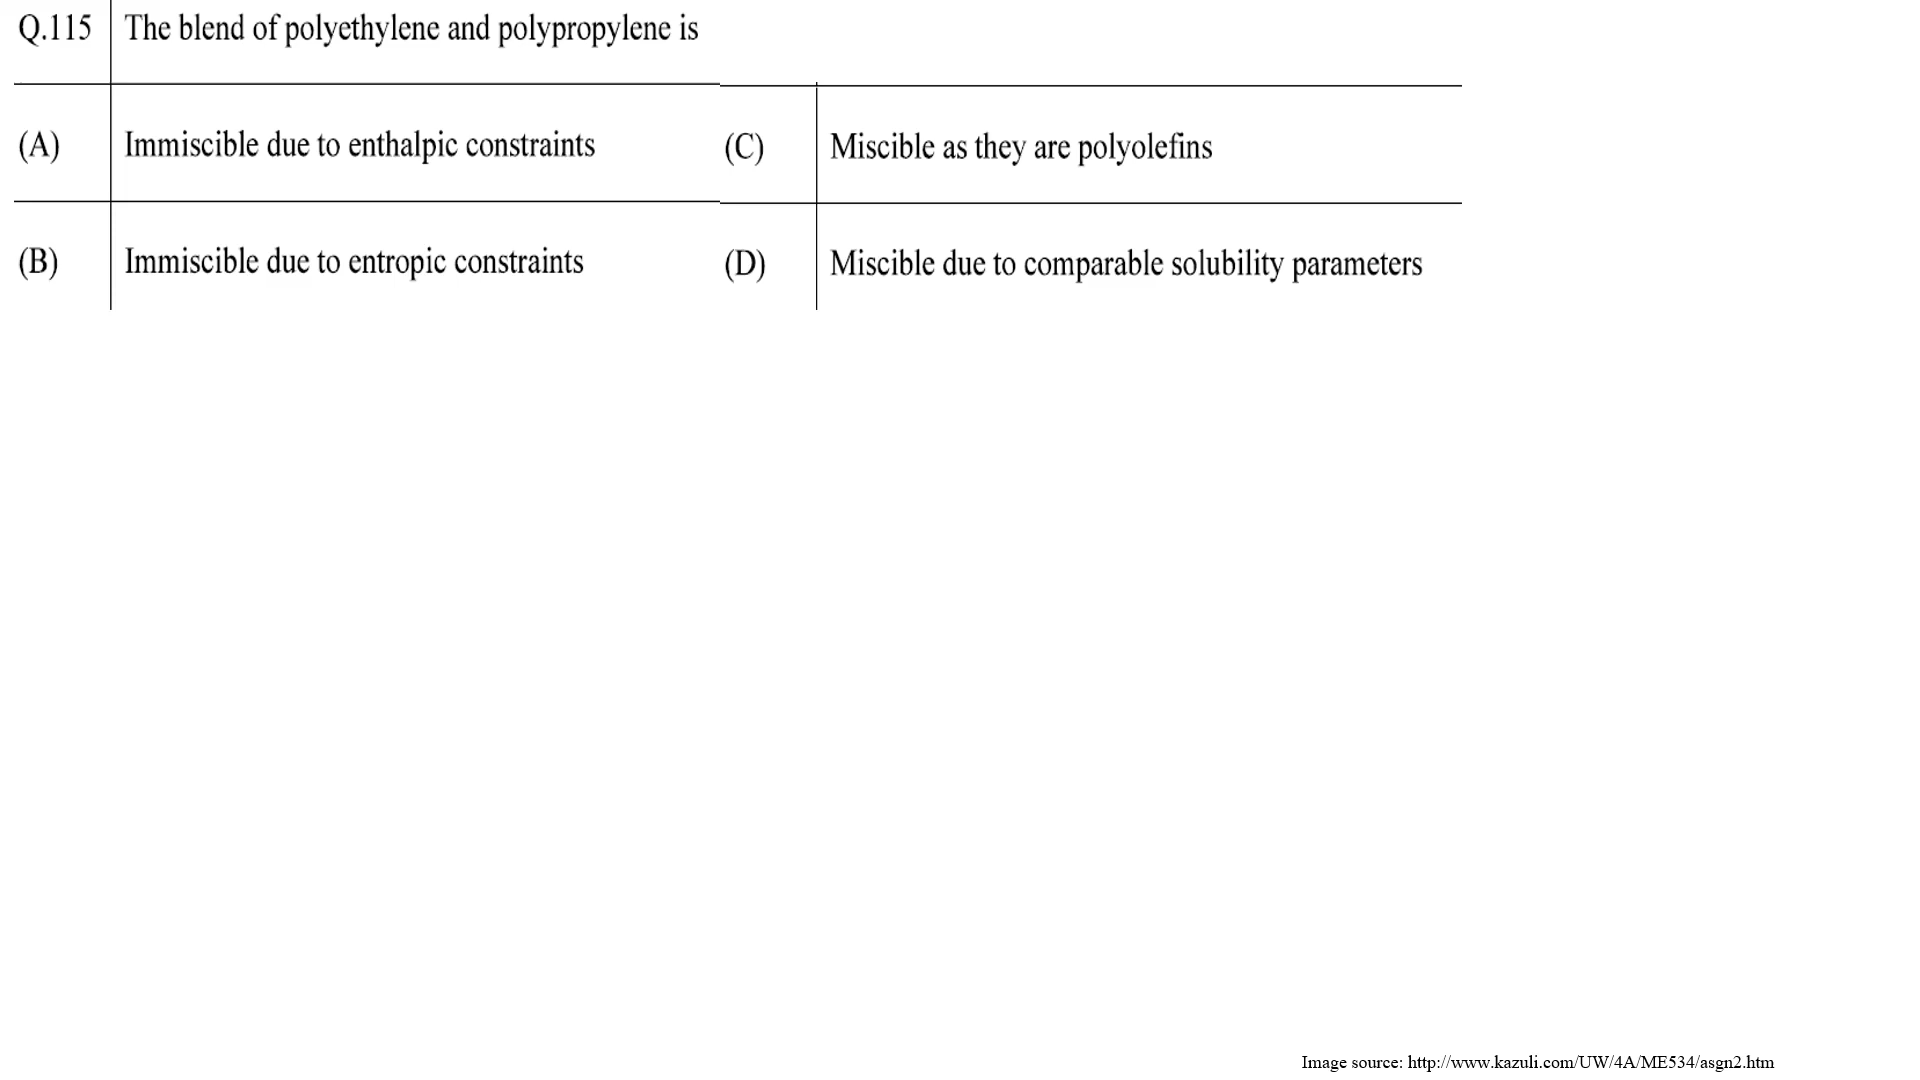 Q.115 The blend of polyethylene and polypropylene is
(A) Immiscible due to enthalpic constraints (C) Miscible as they are polyolefins
(B) Immiscible due to entropic constraints (D) Miscible due to comparable solubility parameters
Image source: http://www.kazuli.com/UW/4A/ME534/asgn2.htm